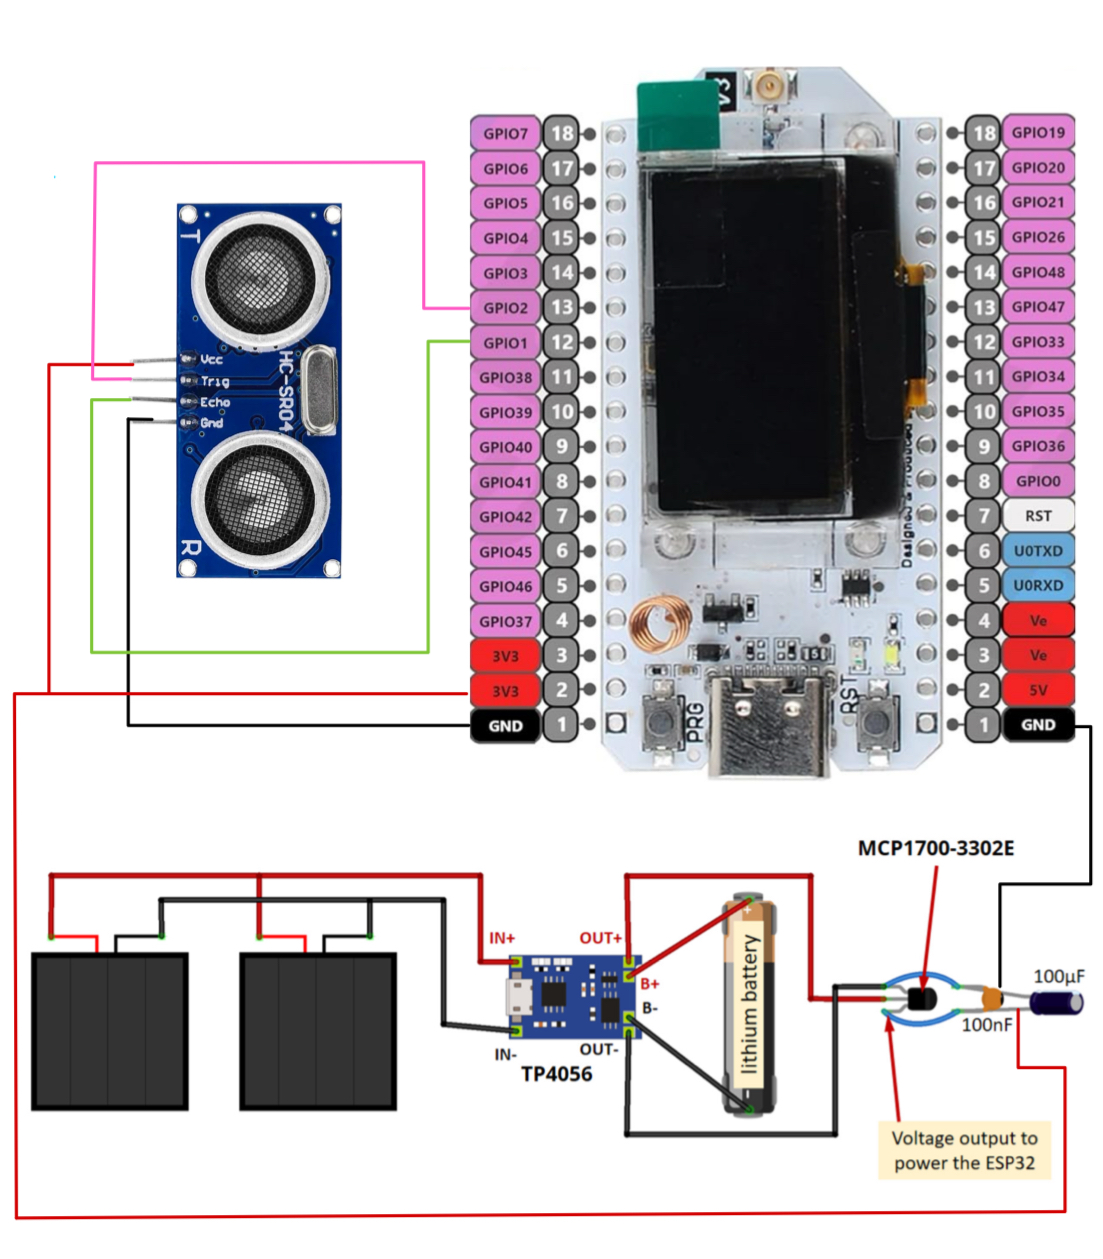 V3
GPIO7 18
GPIO6 17
GPIO5 16
GPIO4 15
GPIO3 14
GPIO2 13
GPIO1 12
GPIO38 11
GPIO39 10
GPIO40 9
GPIO41 8
GPIO42 7
GPIO45 6
GPIO46 5
GPIO37 4
3V3 3
3V3 2
GND 1
18 GPIO19
17 GPIO20
16 GPIO21
15 GPIO26
14 GPIO48
13 GPIO47
12 GPIO33
11 GPIO34
10 GPIO35
9 GPIO36
8 GPIO0
7 RST
6 U0TXD
5 U0RXD
4 Ve
3 Ve
2 5V
1 GND
T
Vcc
Trig
Echo
Gnd
HC-SR04
R
PRG
RST
MCP1700-3302E
IN+
OUT+
B+
B-
IN-
OUT-
TP4056
+
lithium battery
-
100µF
100nF
Voltage output to
power the ESP32